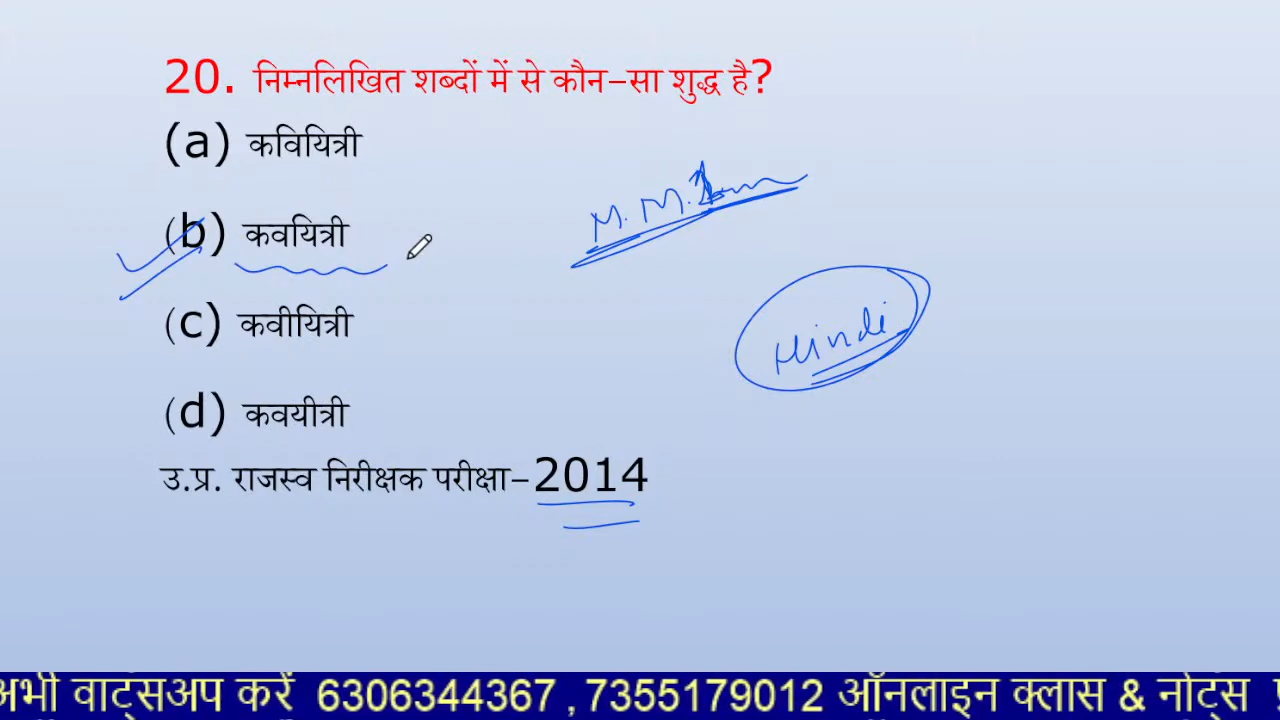 20. निम्नलिखित शब्दों में से कौन-सा शुद्ध है?
(a) कवियित्री
(b) कवयित्री
M. M.
(c) कवीयित्री
Hindi
(d) कवयीत्री
उ.प्र. राजस्व निरीक्षक परीक्षा-2014
अभी वाट्सअप करें 6306344367 , 7355179012 ऑनलाइन क्लास & नोट्स